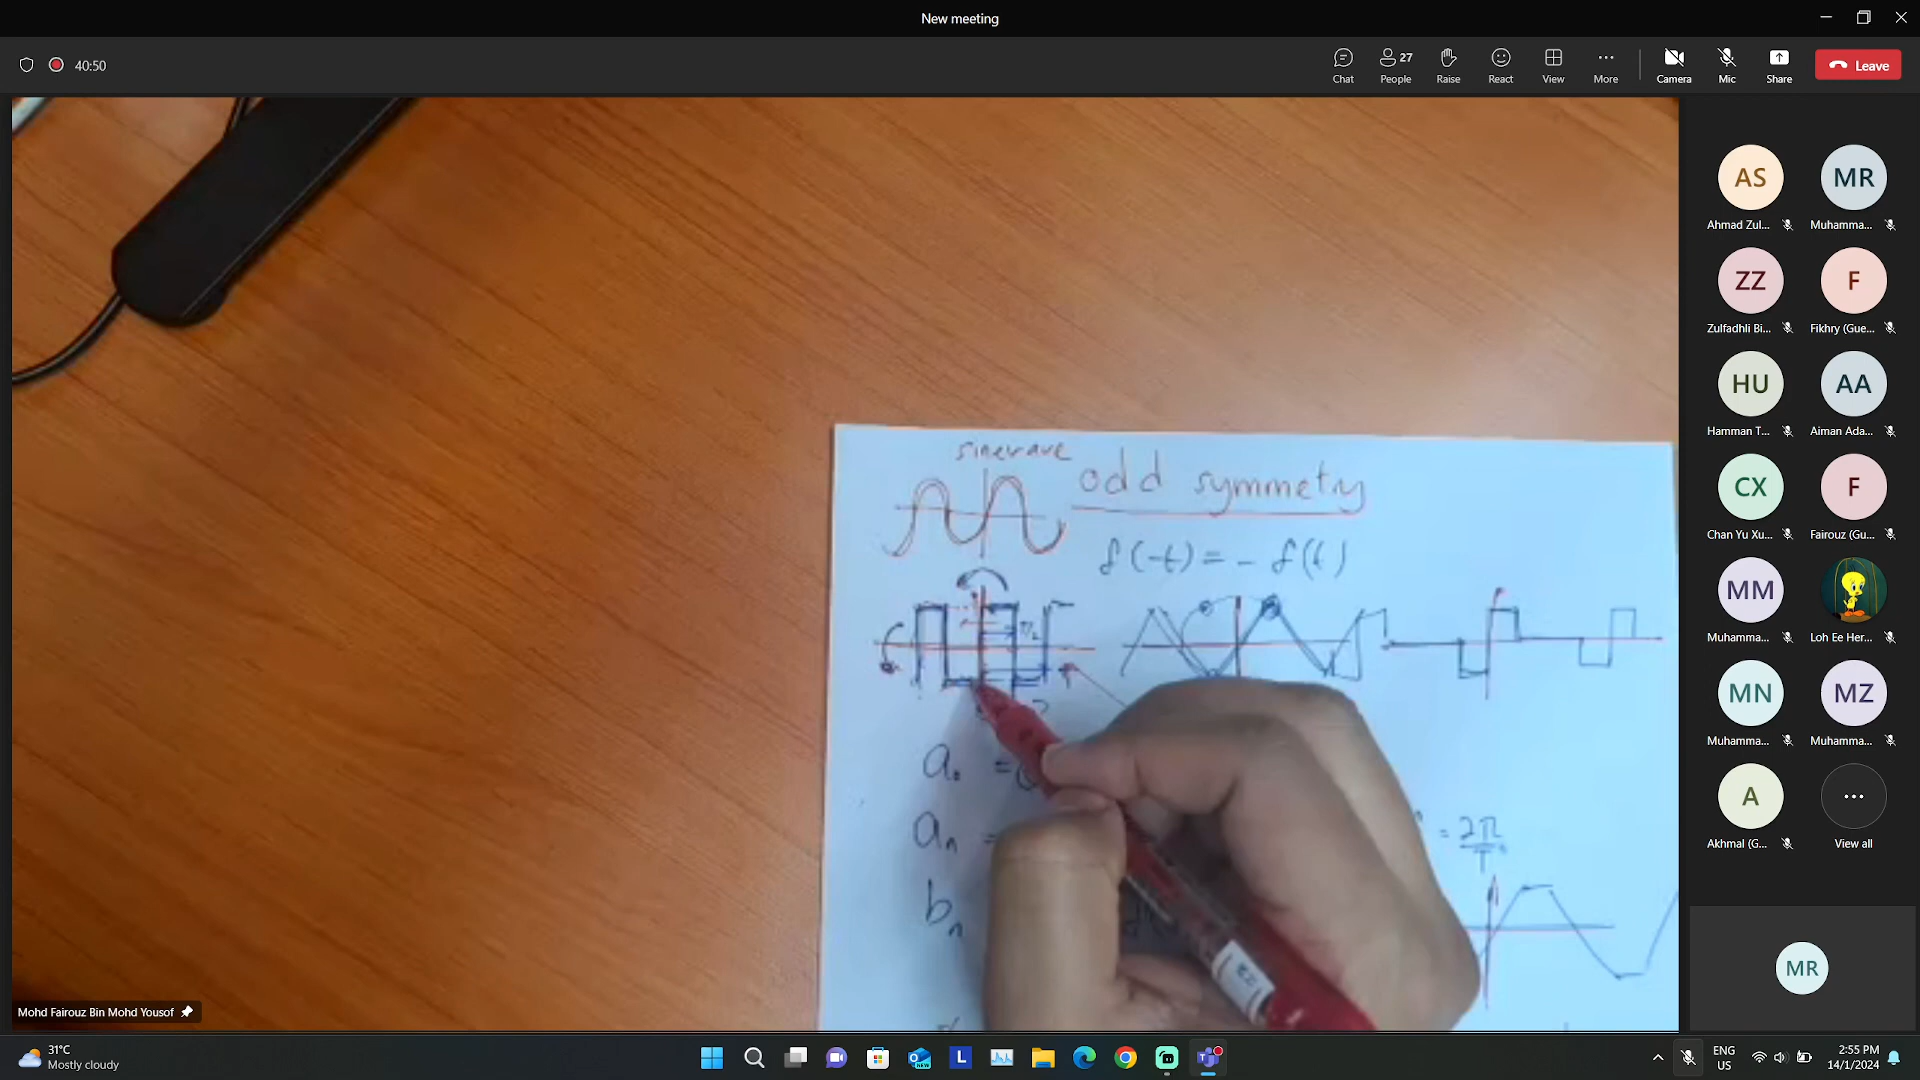 New meeting
40:50
Chat
People 27
Raise
React
View
More
Camera
Mic
Share
Leave
AS
Ahmad Zul...
MR
Muhamma...
ZZ
Zulfadhli Bi...
F
Fikhry (Gue...
HU
Hamman T...
AA
Aiman Ada...
CX
Chan Yu Xu...
F
Fairouz (Gu...
MM
Muhamma...
Loh Ee Her...
MN
Muhamma...
MZ
Muhamma...
A
Akhmal (G...
...
View all
MR
sinewave
odd symmetry
f(-t) = - f(t)
a₀ =
aₙ =
= 2π/T
bₙ
Mohd Fairouz Bin Mohd Yousof
31°C
Mostly cloudy
NEW
L
ENG
US
2:55 PM
14/1/2024